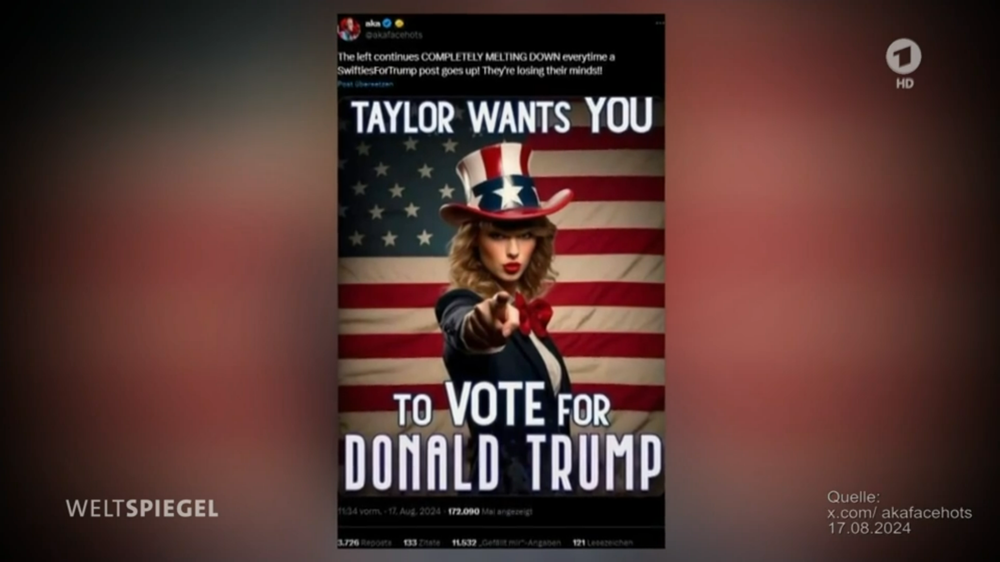 aka
@akafacehots
The left continues COMPLETELY MELTING DOWN everytime a
SwiftiesForTrump post goes up! They're losing their minds!!
Post übersetzen
TAYLOR WANTS YOU
TO VOTE FOR
DONALD TRUMP
11:34 vorm. · 17. Aug. 2024 · 172.090 Mal angezeigt
3.726 Reposts 133 Zitate 11.532 „Gefällt mir“-Angaben 121 Lesezeichen
1
HD
WELTSPIEGEL
Quelle:
x.com/ akafacehots
17.08.2024